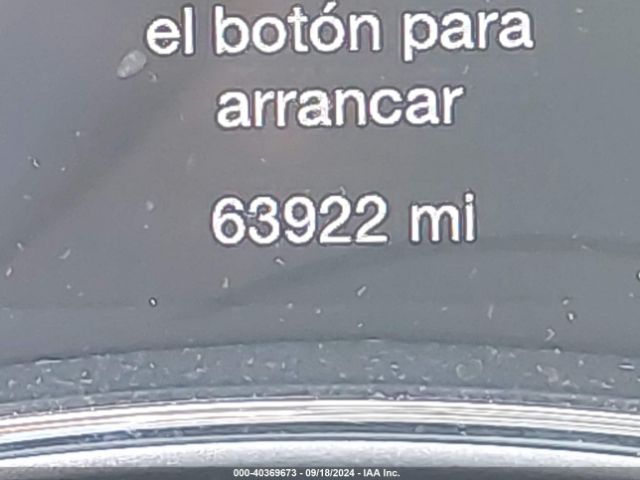 el botón para
arrancar
63922 mi
000-40369673 - 09/18/2024 - IAA Inc.